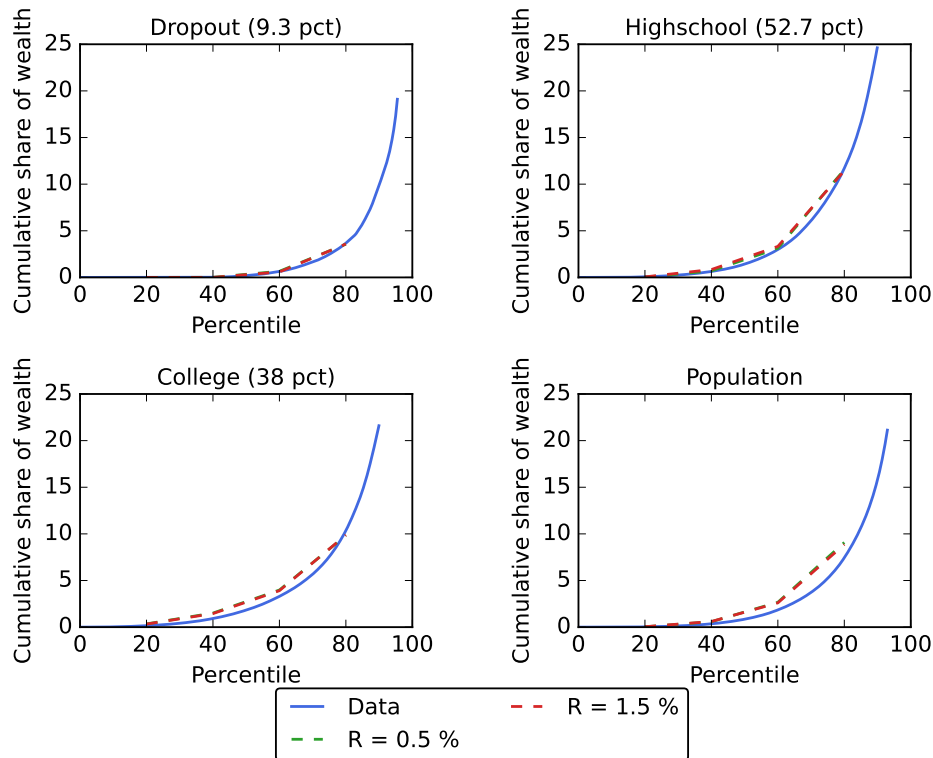 Dropout (9.3 pct)
Cumulative share of wealth
25
20
15
10
5
0
0 20 40 60 80 100
Percentile
Highschool (52.7 pct)
Cumulative share of wealth
25
20
15
10
5
0
0 20 40 60 80 100
Percentile
College (38 pct)
Cumulative share of wealth
25
20
15
10
5
0
0 20 40 60 80 100
Percentile
Population
Cumulative share of wealth
25
20
15
10
5
0
0 20 40 60 80 100
Percentile
Data
R = 0.5 %
R = 1.5 %